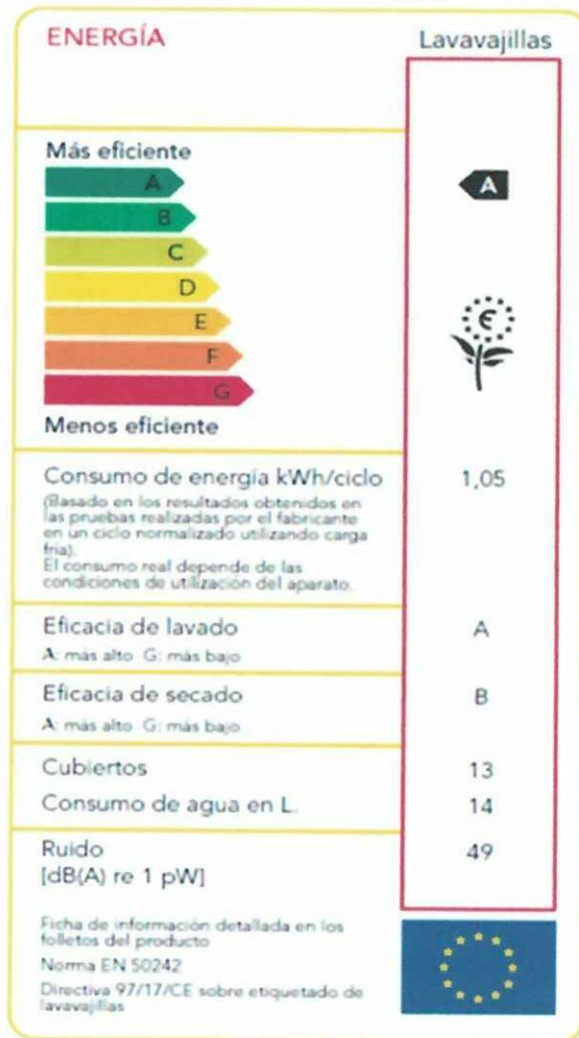 ENERGÍA
Lavavajillas
Más eficiente
A
A
B
C
D
E
F
G
Menos eficiente
Consumo de energía kWh/ciclo 1,05
(Basado en los resultados obtenidos en
las pruebas realizadas por el fabricante
en un ciclo normalizado utilizando carga
fría).
El consumo real depende de las
condiciones de utilización del aparato.
Eficacia de lavado A
A: más alto G: más bajo
Eficacia de secado B
A: más alto G: más bajo
Cubiertos 13
Consumo de agua en L. 14
Ruido 49
[dB(A) re 1 pW]
Ficha de información detallada en los
folletos del producto
Norma EN 50242
Directiva 97/17/CE sobre etiquetado de
lavavajillas